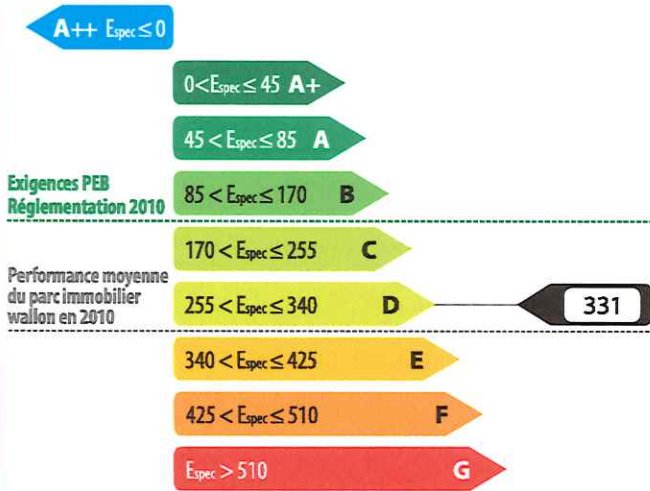 A++ Espec ≤ 0
0 < Espec ≤ 45 A+
45 < Espec ≤ 85 A
Exigences PEB
Réglementation 2010
85 < Espec ≤ 170 B
170 < Espec ≤ 255 C
Performance moyenne
du parc immobilier
wallon en 2010
255 < Espec ≤ 340 D
331
340 < Espec ≤ 425 E
425 < Espec ≤ 510 F
Espec > 510 G